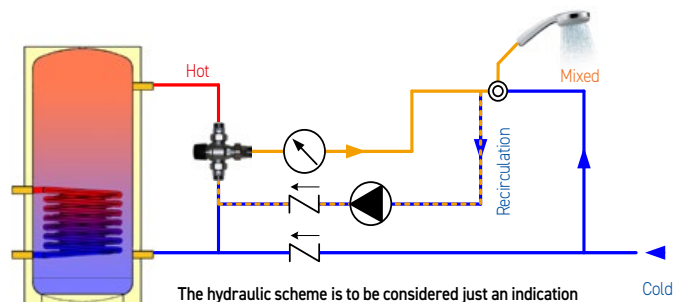 Hot
Mixed
Recirculation
Cold
The hydraulic scheme is to be considered just an indication